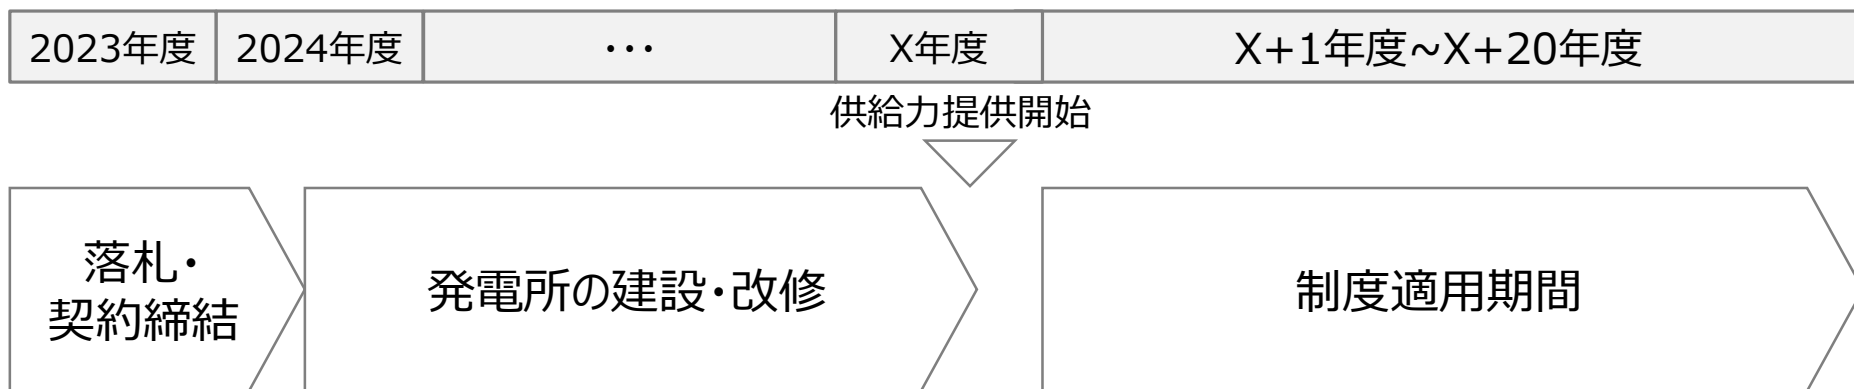 2023年度 2024年度 ・・・ X年度 X+1年度~X+20年度
供給力提供開始
落札・
契約締結
発電所の建設・改修
制度適用期間